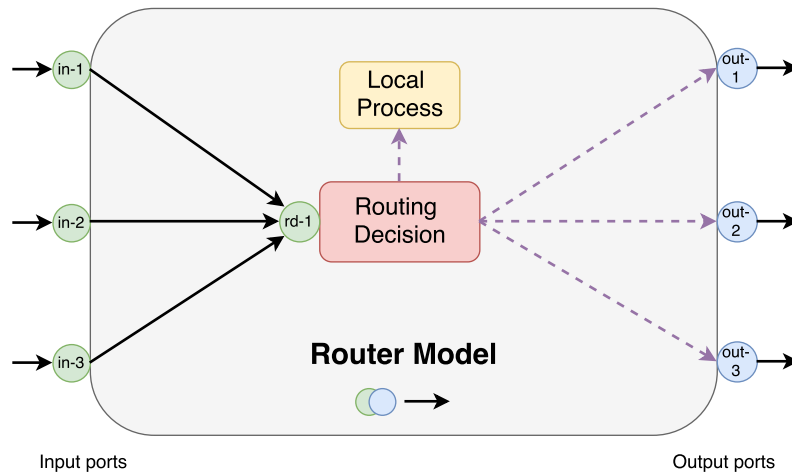 in-1
out-
1
Local
Process
in-2
rd-1
Routing
Decision
out-
2
in-3
out-
3
Router Model
Input ports
Output ports